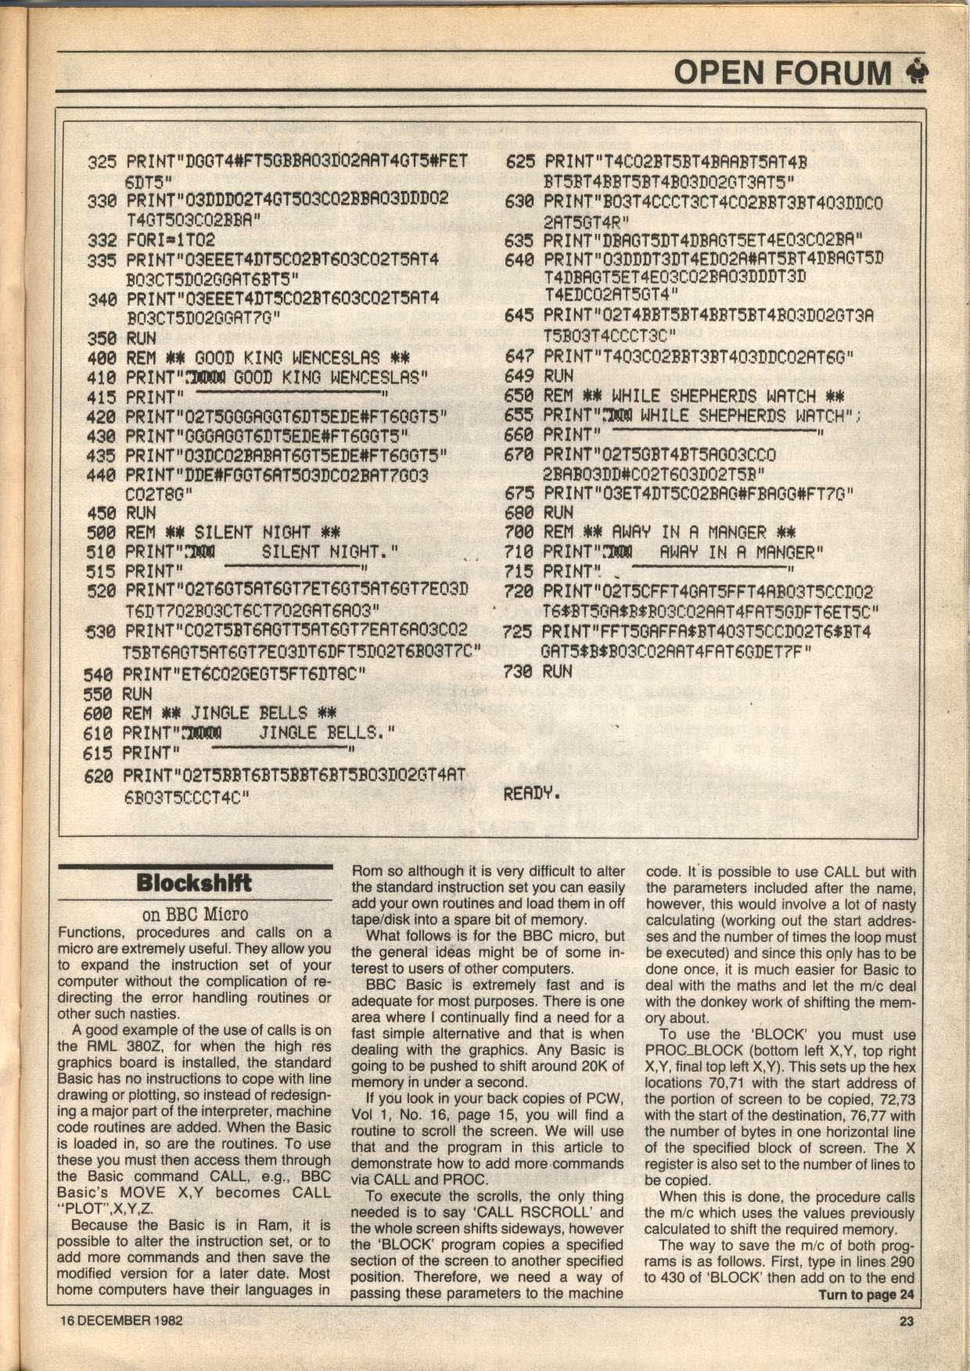 OPEN FORUM
325 PRINT"DGGT4#FT5GBBAO3DO2AAT4GT5#FET
6DT5"
330 PRINT"O3DDDO2T4GT5O3CO2BBAO3DDDO2
T4GT5O3CO2BBA"
332 FORI=1TO2
335 PRINT"O3EEET4DT5CO2BT6O3CO2T5AT4
BO3CT5DO2GGAT6BT5"
340 PRINT"O3EEET4DT5CO2BT6O3CO2T5AT4
BO3CT5DO2GGAT7G"
350 RUN
400 REM ** GOOD KING WENCESLAS **
410 PRINT" GOOD KING WENCESLAS"
415 PRINT" "
420 PRINT"O2T5GGGAGGT6DT5EDE#FT6GGT5"
430 PRINT"GGGAGGT6DT5EDE#FT6GGT5"
435 PRINT"O3DCO2BABAT6GT5EDE#FT6GGT5"
440 PRINT"DDE#FGGT6AT5O3DCO2BAT7GO3
CO2T8G"
450 RUN
500 REM ** SILENT NIGHT **
510 PRINT" SILENT NIGHT."
515 PRINT" "
520 PRINT"O2T6GT5AT6GT7ET6GT5AT6GT7EO3D
T6DT7O2BO3CT6CT7O2GAT6AO3"
530 PRINT"CO2T5BT6AGTT5AT6GT7EAT6AO3CO2
T5BT6AGT5AT6GT7EO3DT6DFT5DO2T6BO3T7C"
540 PRINT"ET6CO2GEGT5FT6DT8C"
550 RUN
600 REM ** JINGLE BELLS **
610 PRINT" JINGLE BELLS."
615 PRINT" "
620 PRINT"O2T5BBT6BT5BBT6BT5BO3DO2GT4AT
6BO3T5CCCT4C"
625 PRINT"T4CO2BT5BT4BAABT5AT4B
BT5BT4BBT5BT4BO3DO2GT3AT5"
630 PRINT"BO3T4CCCT3CT4CO2BBT3BT4O3DDCO
2AT5GT4R"
635 PRINT"DBAGT5DT4DBAGT5ET4EO3CO2BA"
640 PRINT"O3DDDT3DT4EDO2A#AT5BT4DBAGT5D
T4DBAGT5ET4EO3CO2BAO3DDDT3D
T4EDCO2AT5GT4"
645 PRINT"O2T4BBT5BT4BBT5BT4BO3DO2GT3A
T5BO3T4CCCT3C"
647 PRINT"T4O3CO2BBT3BT4O3DDCO2AT6G"
649 RUN
650 REM ** WHILE SHEPHERDS WATCH **
655 PRINT" WHILE SHEPHERDS WATCH";
660 PRINT" "
670 PRINT"O2T5GBT4BT5AGO3CCO
2BABO3DD#CO2T6O3DO2T5B"
675 PRINT"O3ET4DT5CO2BAG#FBAGG#FT7G"
680 RUN
700 REM ** AWAY IN A MANGER **
710 PRINT" AWAY IN A MANGER"
715 PRINT" "
720 PRINT"O2T5CFFT4GAT5FFT4ABO3T5CCDO2
T6$BT5GA$B$BO3CO2AAT4FAT5GDFT6ET5C"
725 PRINT"FFT5GAFFA$BT4O3T5CCDO2T6$BT4
GAT5$B$BO3CO2AAT4FAT6GDET7F"
730 RUN
READY.
Blockshift
on BBC Micro
Functions, procedures and calls on a
micro are extremely useful. They allow you
to expand the instruction set of your
computer without the complication of re-
directing the error handling routines or
other such nasties.
A good example of the use of calls is on
the RML 380Z, for when the high res
graphics board is installed, the standard
Basic has no instructions to cope with line
drawing or plotting, so instead of redesign-
ing a major part of the interpreter, machine
code routines are added. When the Basic
is loaded in, so are the routines. To use
these you must then access them through
the Basic command CALL, e.g., BBC
Basic's MOVE X,Y becomes CALL
"PLOT",X,Y,Z.
Because the Basic is in Ram, it is
possible to alter the instruction set, or to
add more commands and then save the
modified version for a later date. Most
home computers have their languages in
Rom so although it is very difficult to alter
the standard instruction set you can easily
add your own routines and load them in off
tape/disk into a spare bit of memory.
What follows is for the BBC micro, but
the general ideas might be of some in-
terest to users of other computers.
BBC Basic is extremely fast and is
adequate for most purposes. There is one
area where I continually find a need for a
fast simple alternative and that is when
dealing with the graphics. Any Basic is
going to be pushed to shift around 20K of
memory in under a second.
If you look in your back copies of PCW,
Vol 1, No. 16, page 15, you will find a
routine to scroll the screen. We will use
that and the program in this article to
demonstrate how to add more commands
via CALL and PROC.
To execute the scrolls, the only thing
needed is to say 'CALL RSCROLL' and
the whole screen shifts sideways, however
the 'BLOCK' program copies a specified
section of the screen to another specified
position. Therefore, we need a way of
passing these parameters to the machine
code. It is possible to use CALL but with
the parameters included after the name,
however, this would involve a lot of nasty
calculating (working out the start addres-
ses and the number of times the loop must
be executed) and since this only has to be
done once, it is much easier for Basic to
deal with the maths and let the m/c deal
with the donkey work of shifting the mem-
ory about.
To use the 'BLOCK' you must use
PROC_BLOCK (bottom left X,Y, top right
X,Y, final top left X,Y). This sets up the hex
locations 70,71 with the start address of
the portion of screen to be copied, 72,73
with the start of the destination, 76,77 with
the number of bytes in one horizontal line
of the specified block of screen. The X
register is also set to the number of lines to
be copied.
When this is done, the procedure calls
the m/c which uses the values previously
calculated to shift the required memory.
The way to save the m/c of both prog-
rams is as follows. First, type in lines 290
to 430 of 'BLOCK' then add on to the end
Turn to page 24
16 DECEMBER 1982
23